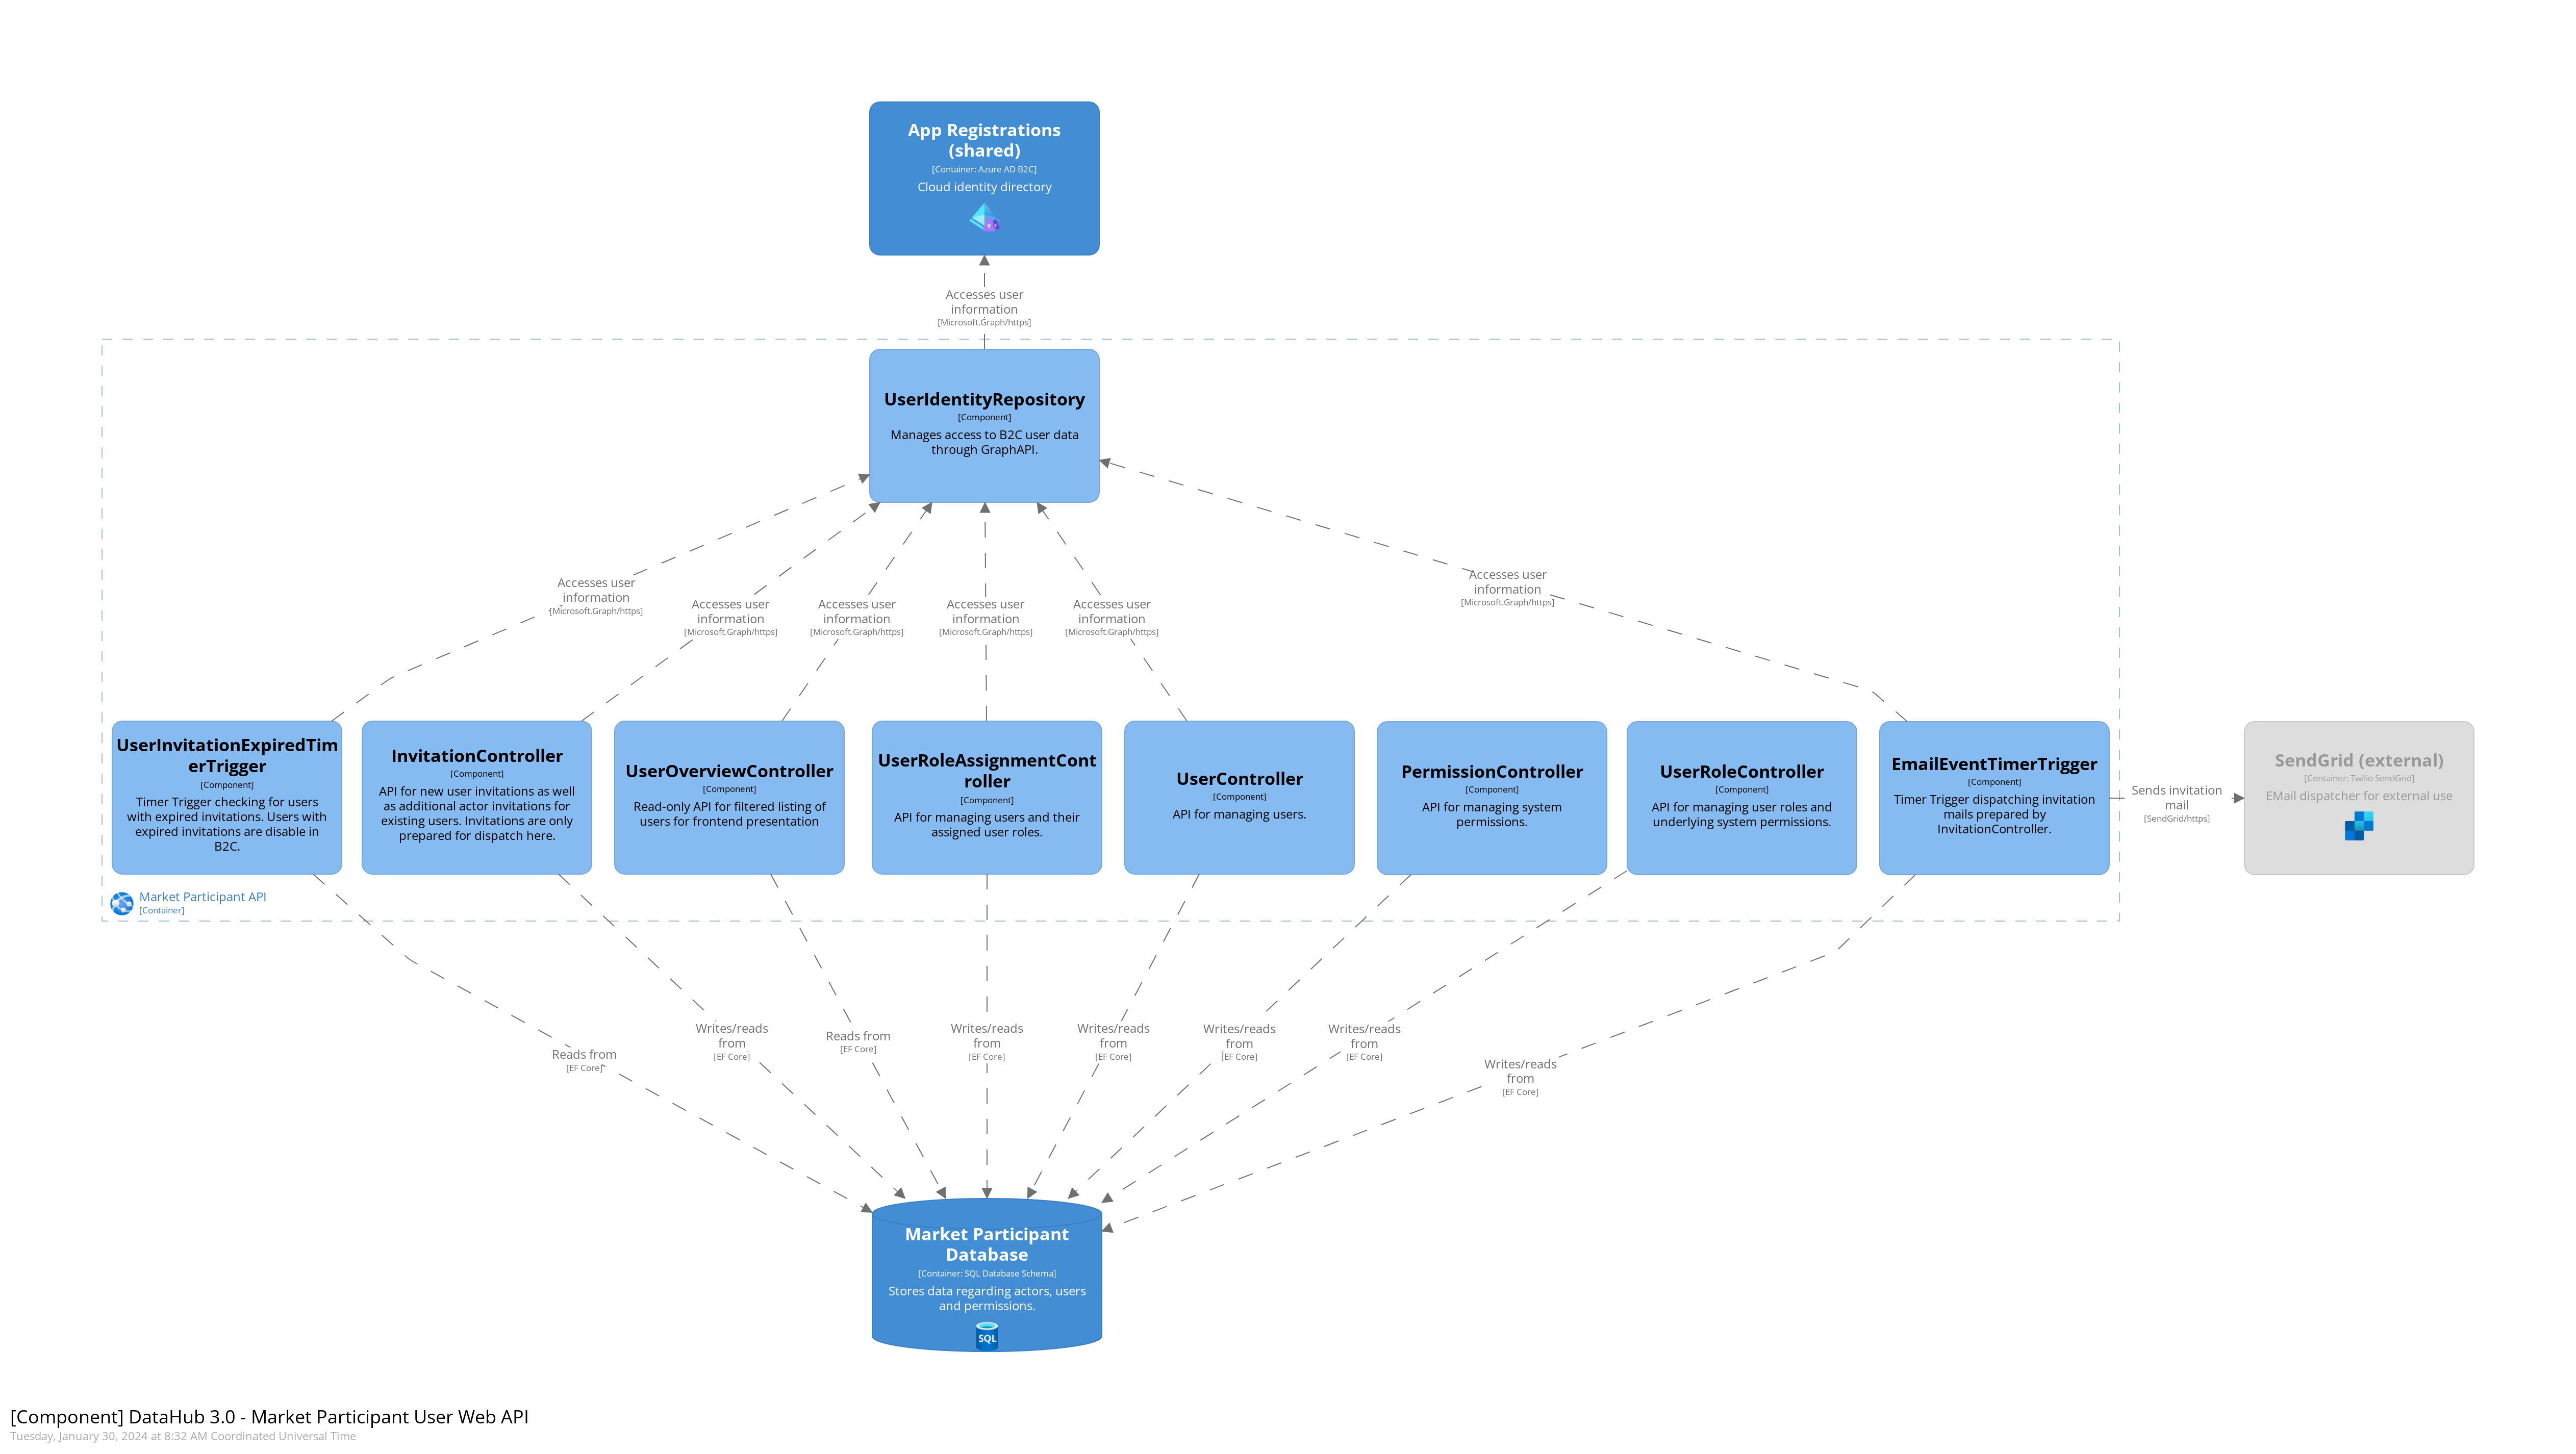 App Registrations
(shared)
[Container: Azure AD B2C]
Cloud identity directory
Accesses user
information
[Microsoft.Graph/https]
UserIdentityRepository
[Component]
Manages access to B2C user data
through GraphAPI.
Accesses user
information
[Microsoft.Graph/https]
Accesses user
information
[Microsoft.Graph/https]
Accesses user
information
[Microsoft.Graph/https]
Accesses user
information
[Microsoft.Graph/https]
Accesses user
information
[Microsoft.Graph/https]
Accesses user
information
[Microsoft.Graph/https]
UserInvitationExpiredTim
erTrigger
[Component]
Timer Trigger checking for users
with expired invitations. Users with
expired invitations are disable in
B2C.
InvitationController
[Component]
API for new user invitations as well
as additional actor invitations for
existing users. Invitations are only
prepared for dispatch here.
UserOverviewController
[Component]
Read-only API for filtered listing of
users for frontend presentation
UserRoleAssignmentCont
roller
[Component]
API for managing users and their
assigned user roles.
UserController
[Component]
API for managing users.
PermissionController
[Component]
API for managing system
permissions.
UserRoleController
[Component]
API for managing user roles and
underlying system permissions.
EmailEventTimerTrigger
[Component]
Timer Trigger dispatching invitation
mails prepared by
InvitationController.
Sends invitation
mail
[SendGrid/https]
SendGrid (external)
[Container: Twilio SendGrid]
EMail dispatcher for external use
Market Participant API
[Container]
Reads from
[EF Core]
Writes/reads
from
[EF Core]
Reads from
[EF Core]
Writes/reads
from
[EF Core]
Writes/reads
from
[EF Core]
Writes/reads
from
[EF Core]
Writes/reads
from
[EF Core]
Writes/reads
from
[EF Core]
Market Participant
Database
[Container: SQL Database Schema]
Stores data regarding actors, users
and permissions.
SQL
[Component] DataHub 3.0 - Market Participant User Web API
Tuesday, January 30, 2024 at 8:32 AM Coordinated Universal Time